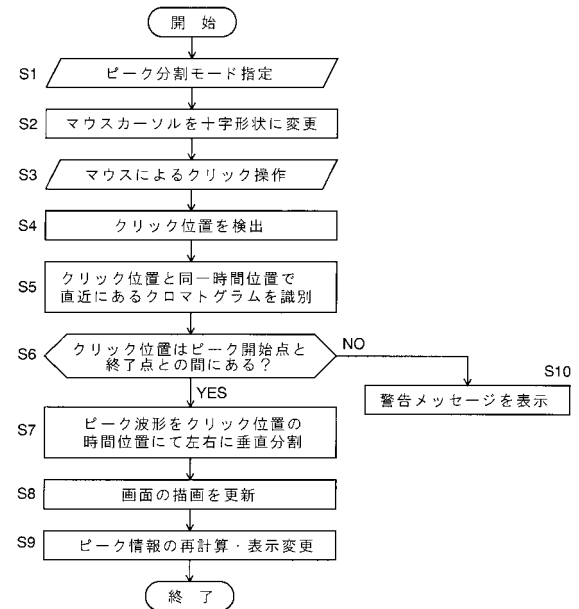 開 始
S1
ピーク分割モード指定
S2
マウスカーソルを十字形状に変更
S3
マウスによるクリック操作
S4
クリック位置を検出
S5
クリック位置と同一時間位置で
直近にあるクロマトグラムを識別
S6
クリック位置はピーク開始点と
終了点との間にある?
NO
S10
警告メッセージを表示
YES
S7
ピーク波形をクリック位置の
時間位置にて左右に垂直分割
S8
画面の描画を更新
S9
ピーク情報の再計算・表示変更
終 了